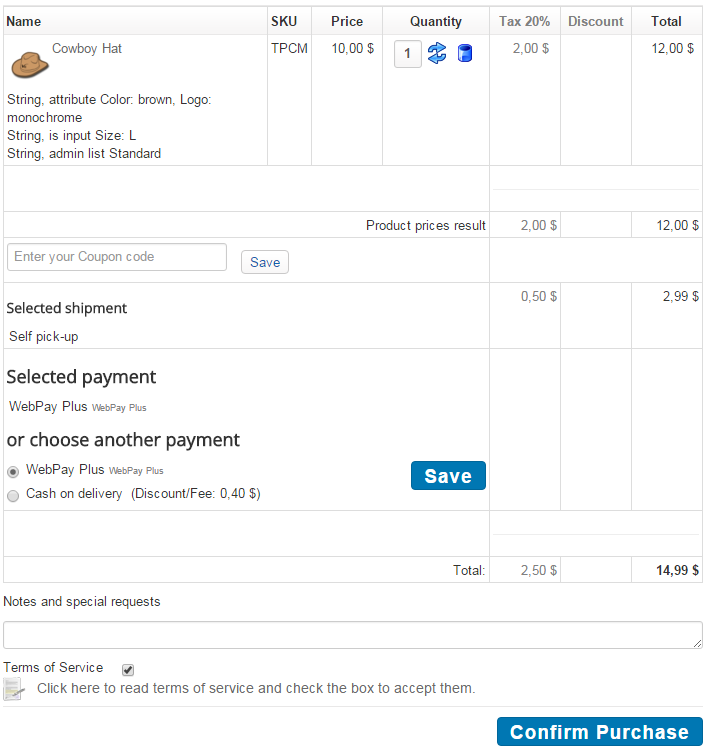 Name SKU Price Quantity Tax 20% Discount Total
Cowboy Hat TPCM 10,00 $ 1 2,00 $ 12,00 $
String, attribute Color: brown, Logo:
monochrome
String, is input Size: L
String, admin list Standard
Product prices result 2,00 $ 12,00 $
Enter your Coupon code Save
0,50 $ 2,99 $
Selected shipment
Self pick-up
Selected payment
WebPay Plus WebPay Plus
or choose another payment
WebPay Plus WebPay Plus Save
Cash on delivery (Discount/Fee: 0,40 $)
Total: 2,50 $ 14,99 $
Notes and special requests
Terms of Service
Click here to read terms of service and check the box to accept them.
Confirm Purchase